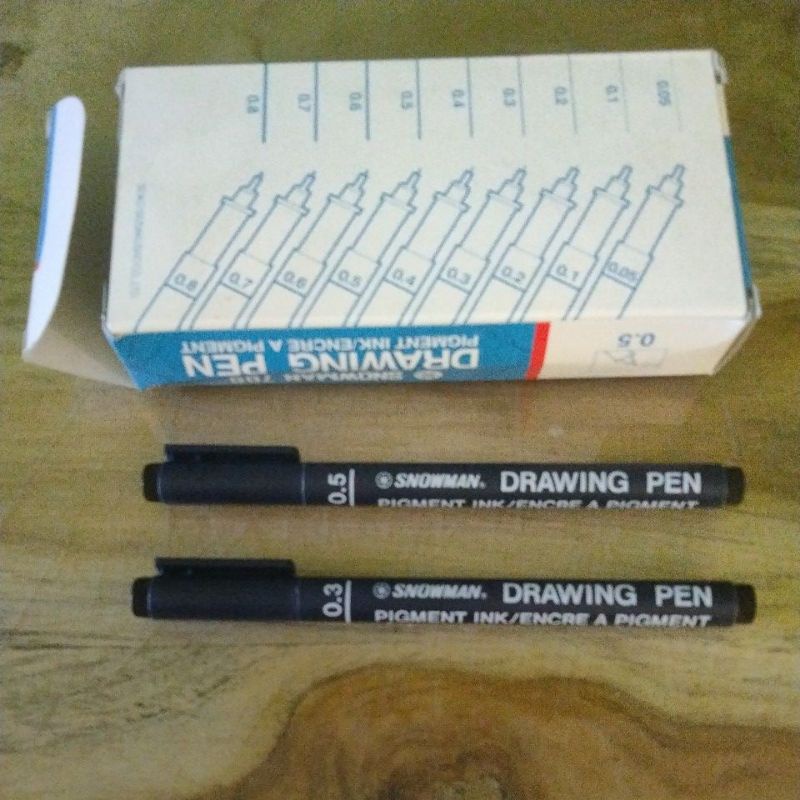 0.8 0.7 0.6 0.5 0.4 0.3 0.2 0.1 0.05
0.8 0.7 0.6 0.5 0.4 0.3 0.2 0.1 0.05
SNOWMAN
DRAWING PEN
PIGMENT INK/ENCRE A PIGMENT
0.5
0.5 SNOWMAN. DRAWING PEN
PIGMENT INK/ENCRE A PIGMENT
0.3 SNOWMAN. DRAWING PEN
PIGMENT INK/ENCRE A PIGMENT